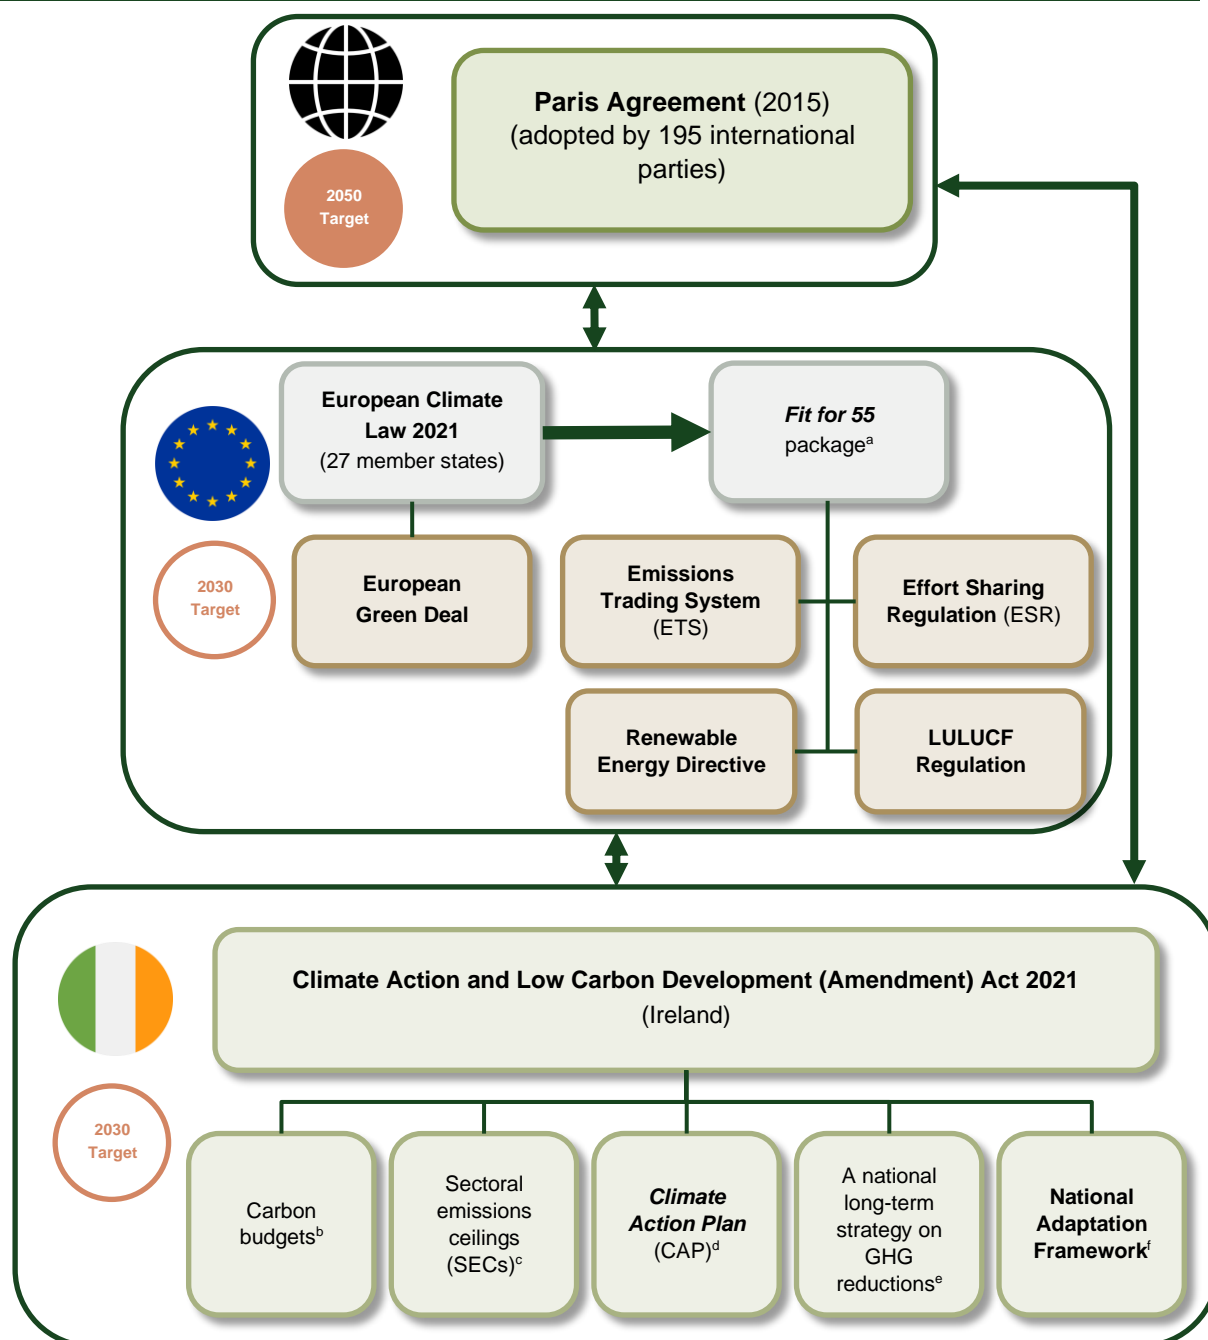 Paris Agreement (2015)
(adopted by 195 international
parties)
2050
Target
European Climate
Law 2021
(27 member states)
Fit for 55
packageᵃ
2030
Target
European
Green Deal
Emissions
Trading System
(ETS)
Effort Sharing
Regulation (ESR)
Renewable
Energy Directive
LULUCF
Regulation
Climate Action and Low Carbon Development (Amendment) Act 2021
(Ireland)
2030
Target
Carbon
budgetsᵇ
Sectoral
emissions
ceilings
(SECs)ᶜ
Climate
Action Plan
(CAP)ᵈ
A national
long-term
strategy on
GHG
reductionsᵉ
National
Adaptation
Frameworkᶠ